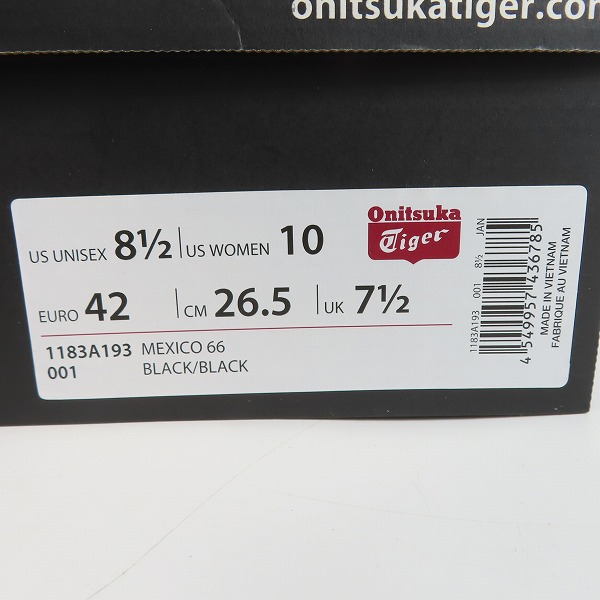 onitsukatiger.com
US UNISEX 8½ US WOMEN 10
Onitsuka
Tiger
EURO 42 CM 26.5 UK 7½
1183A193 MEXICO 66
001 BLACK/BLACK
1183A193 001 8½ JAN
4 549957 436785
MADE IN VIETNAM
FABRIQUE AU VIETNAM